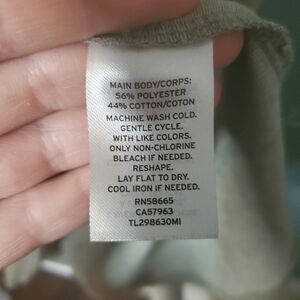 MAIN BODY/CORPS:
56% POLYESTER
44% COTTON/COTON
MACHINE WASH COLD.
GENTLE CYCLE.
WITH LIKE COLORS.
ONLY NON-CHLORINE
BLEACH IF NEEDED.
RESHAPE.
LAY FLAT TO DRY.
COOL IRON IF NEEDED.
RN58665
CA57963
TL298630MI